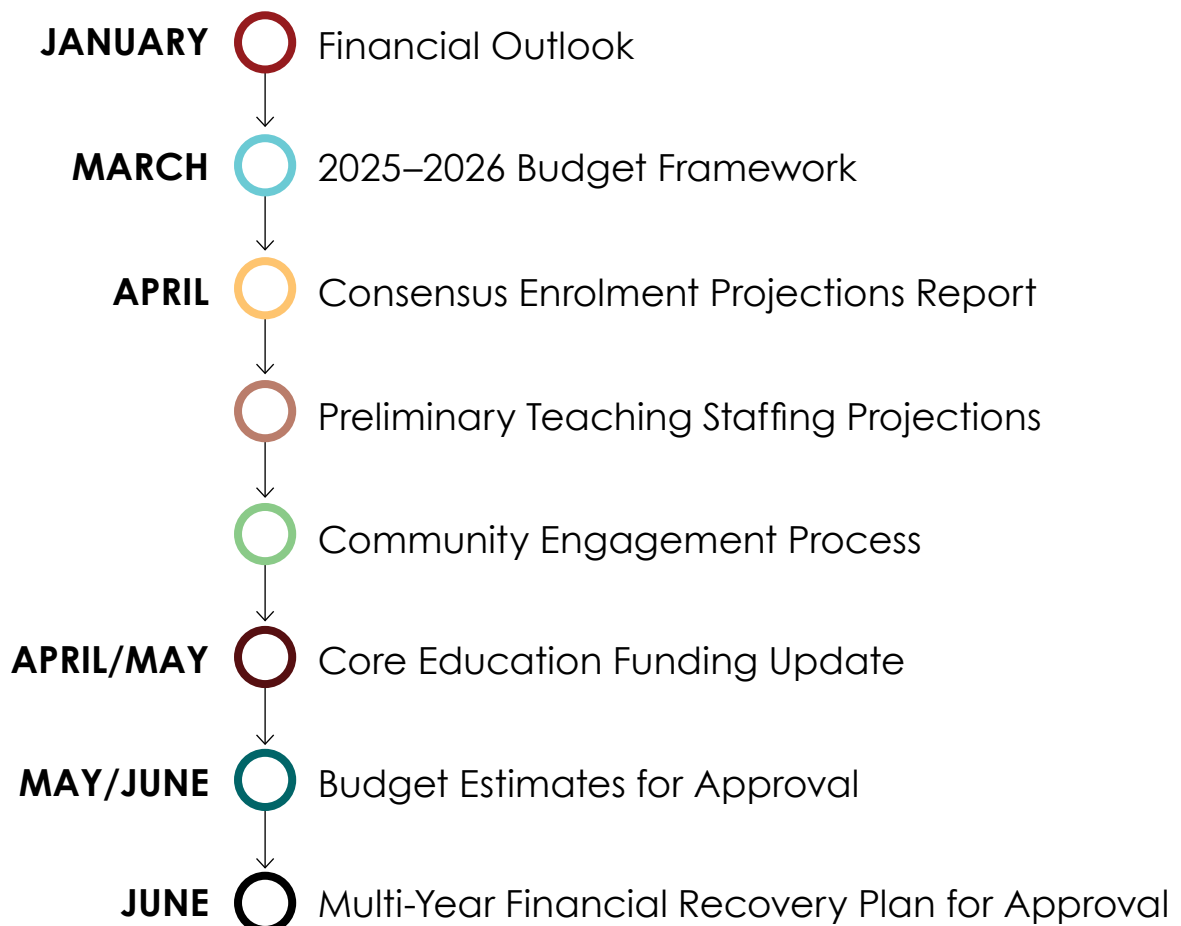 JANUARY Financial Outlook
MARCH 2025–2026 Budget Framework
APRIL Consensus Enrolment Projections Report
Preliminary Teaching Staffing Projections
Community Engagement Process
APRIL/MAY Core Education Funding Update
MAY/JUNE Budget Estimates for Approval
JUNE Multi-Year Financial Recovery Plan for Approval